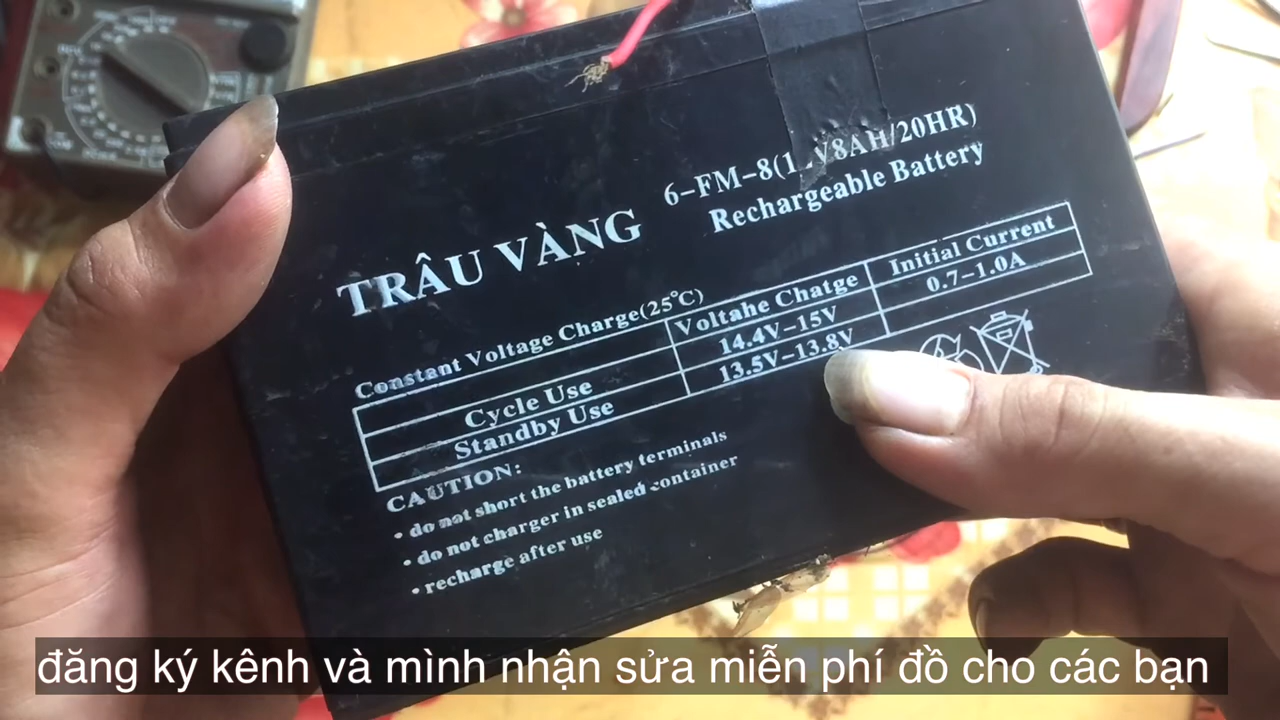 6-FM-8(12V8AH/20HR)
Rechargeable Battery
TRÂU VÀNG
Constant Voltage Charge(25°C)
Voltahe Chatge
Initial Current
Cycle Use
14.4V-15V
0.7-1.0A
Standby Use
13.5V-13.8V
CAUTION:
• do not short the battery terminals
• do not charger in sealed container
• recharge after use
đăng ký kênh và mình nhận sửa miễn phí đồ cho các bạn